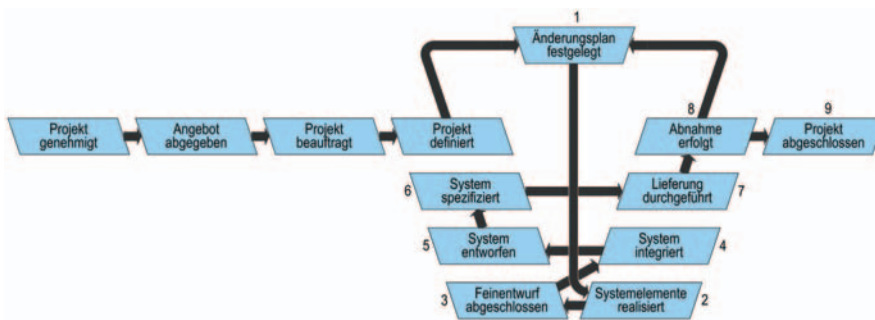 1
Änderungsplan
festgelegt
8
9
Projekt
genehmigt
Angebot
abgegeben
Projekt
beauftragt
Projekt
definiert
Abnahme
erfolgt
Projekt
abgeschlossen
6
System
spezifiziert
Lieferung
durchgeführt
7
5
System
entworfen
System
integriert
4
3
Feinentwurf
abgeschlossen
Systemelemente
realisiert
2